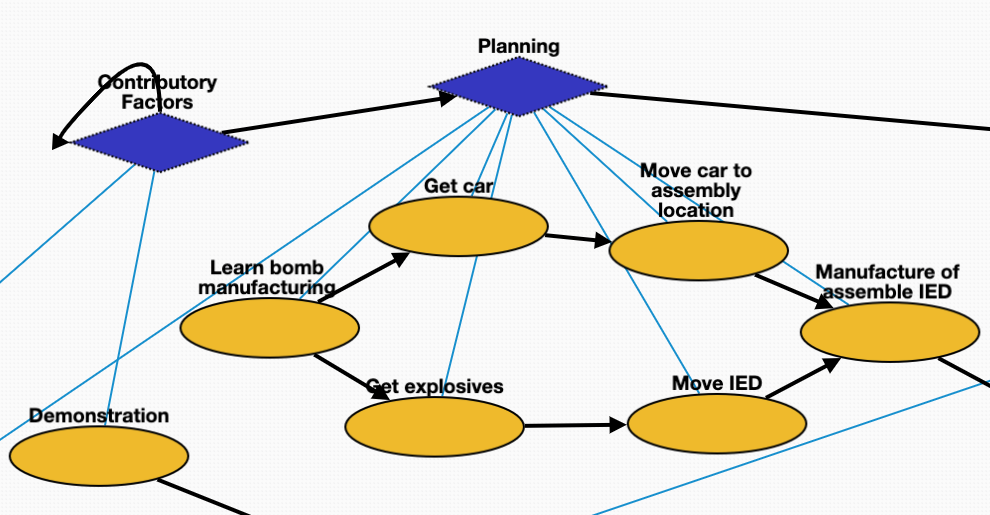 Planning
Contributory
Factors
Move car to
assembly
location
Get car
Learn bomb
manufacturing
Manufacture of
assemble IED
Get explosives
Move IED
Demonstration